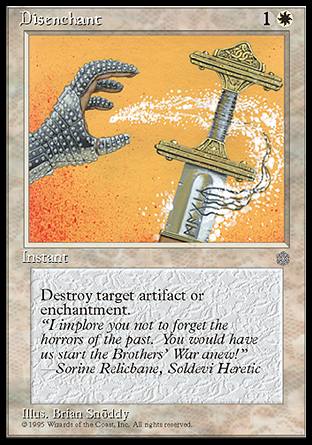 Disenchant 1
Instant
Destroy target artifact or
enchantment.
"I implore you not to forget the
horrors of the past. You would have
us start the Brothers' War anew!"
—Sorine Relicbane, Soldevi Heretic
Illus. Brian Snõddy
© 1995 Wizards of the Coast, Inc. All rights reserved.